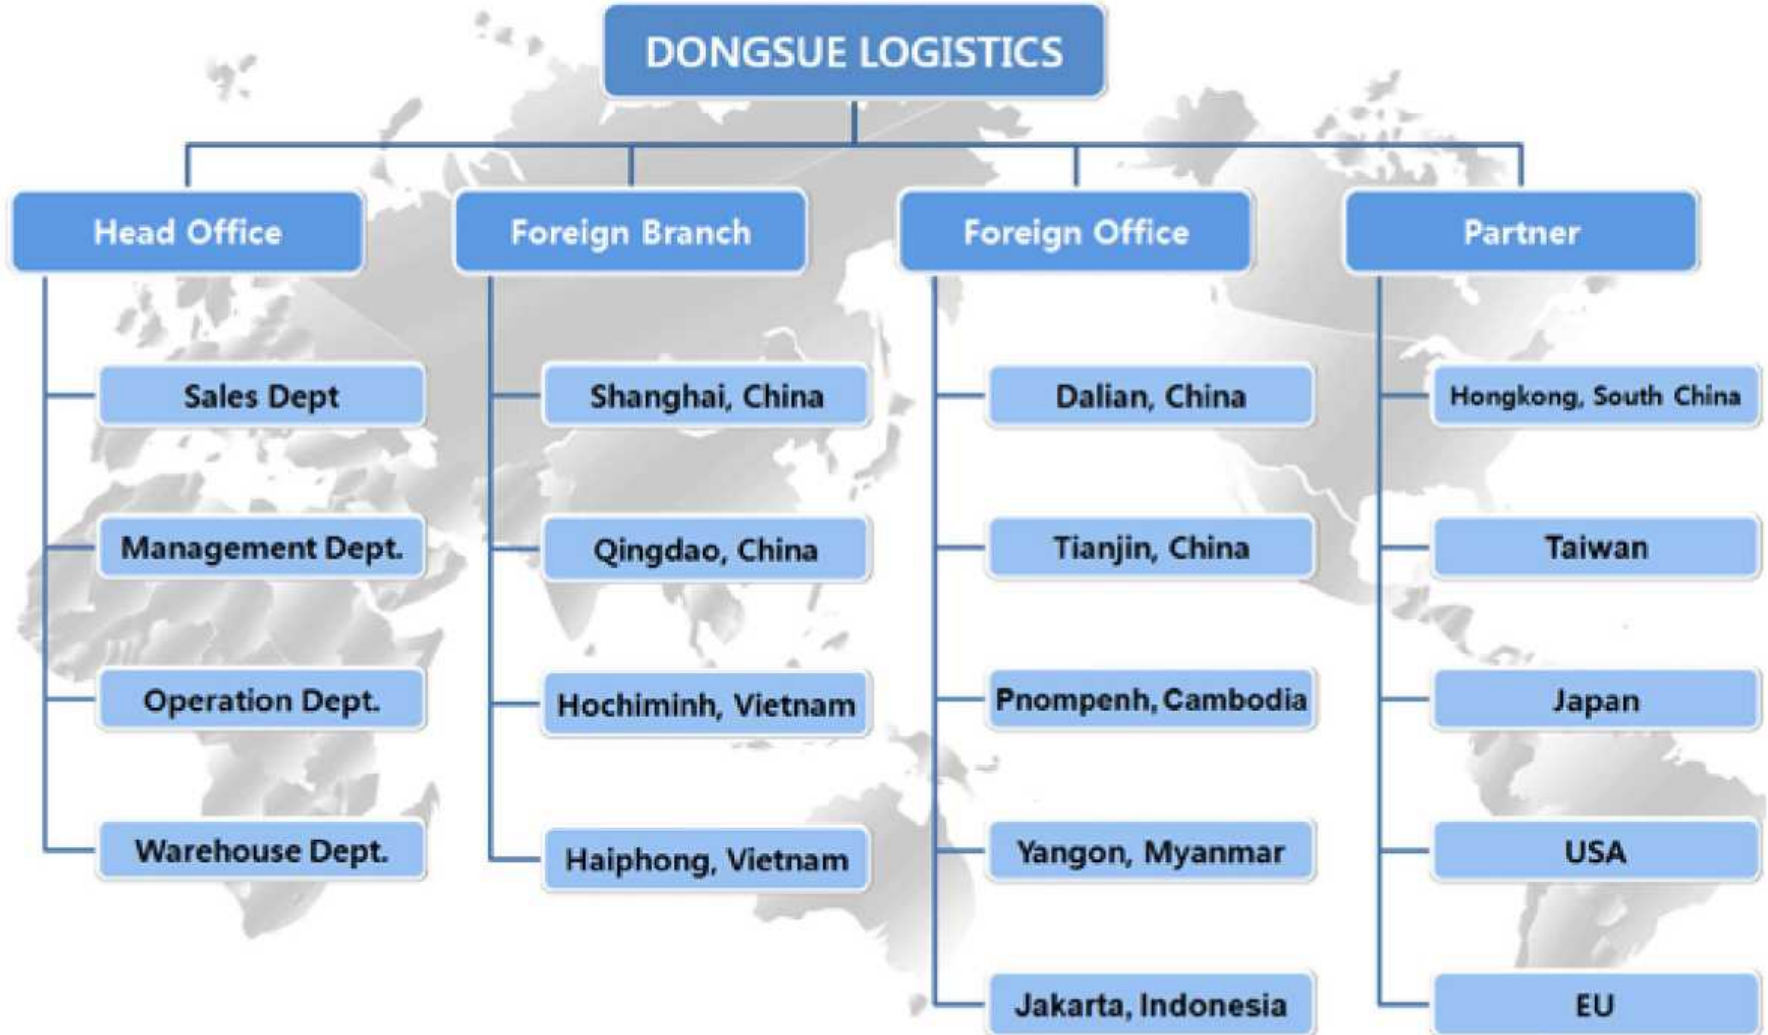 DONGSUE LOGISTICS
Head Office
Foreign Branch
Foreign Office
Partner
Sales Dept
Management Dept.
Operation Dept.
Warehouse Dept.
Shanghai, China
Qingdao, China
Hochiminh, Vietnam
Haiphong, Vietnam
Dalian, China
Tianjin, China
Pnompenh, Cambodia
Yangon, Myanmar
Jakarta, Indonesia
Hongkong, South China
Taiwan
Japan
USA
EU